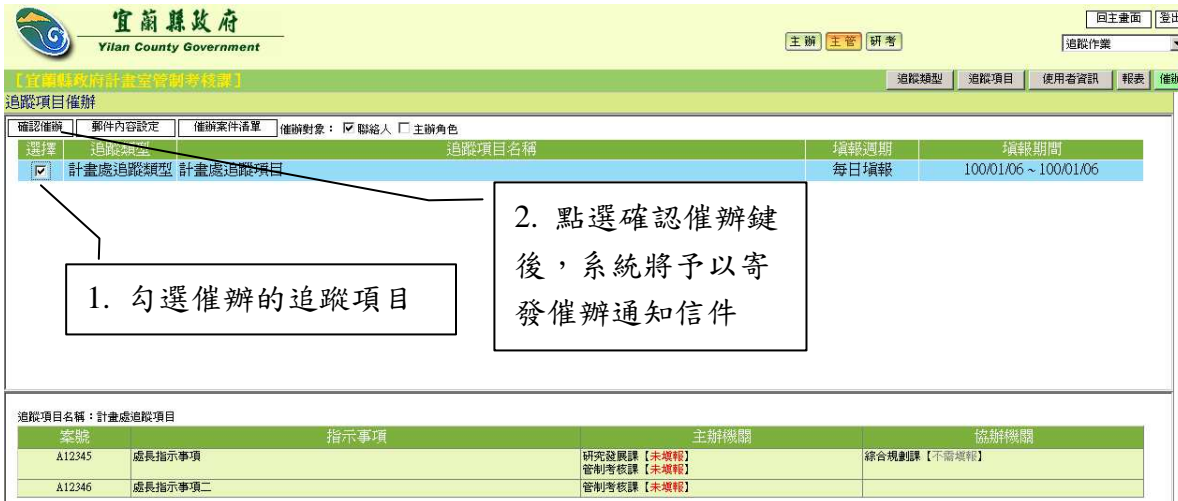 宜蘭縣政府
Yilan County Government
回主畫面 登出
主辦 主管 研考
追蹤作業
【宜蘭縣政府計畫室管制考核課】
追蹤類型 追蹤項目 使用者資訊 報表 催辦
追蹤項目催辦
確認催辦 郵件內容設定 催辦案件清單 催辦對象： 聯絡人 主辦角色
選擇 追蹤類型 追蹤項目名稱 填報週期 填報期間
計畫處追蹤類型 計畫處追蹤項目 每日填報 100/01/06 ~ 100/01/06
1. 勾選催辦的追蹤項目
2. 點選確認催辦鍵
後，系統將予以寄
發催辦通知信件
追蹤項目名稱：計畫處追蹤項目
案號 指示事項 主辦機關 協辦機關
A12345 處長指示事項 研究發展課【未填報】 綜合規劃課【不需填報】
管制考核課【未填報】
A12346 處長指示事項二 管制考核課【未填報】